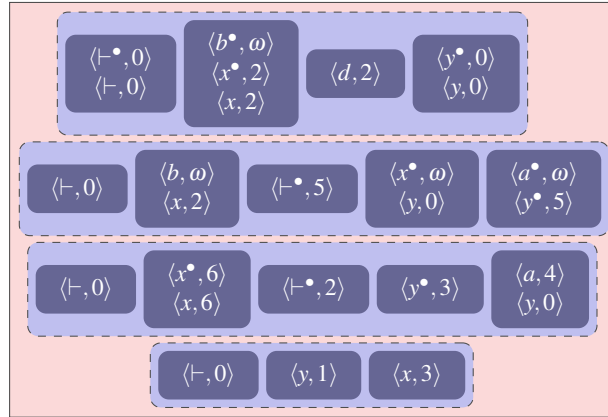 ⟨⊢•, 0⟩ ⟨b•, ω⟩ ⟨d, 2⟩ ⟨y•, 0⟩
⟨⊢, 0⟩ ⟨x•, 2⟩ ⟨y, 0⟩
⟨x, 2⟩
⟨⊢, 0⟩ ⟨b, ω⟩ ⟨⊢•, 5⟩ ⟨x•, ω⟩ ⟨a•, ω⟩
⟨x, 2⟩ ⟨y, 0⟩ ⟨y•, 5⟩
⟨⊢, 0⟩ ⟨x•, 6⟩ ⟨⊢•, 2⟩ ⟨y•, 3⟩ ⟨a, 4⟩
⟨x, 6⟩ ⟨y, 0⟩
⟨⊢, 0⟩ ⟨y, 1⟩ ⟨x, 3⟩